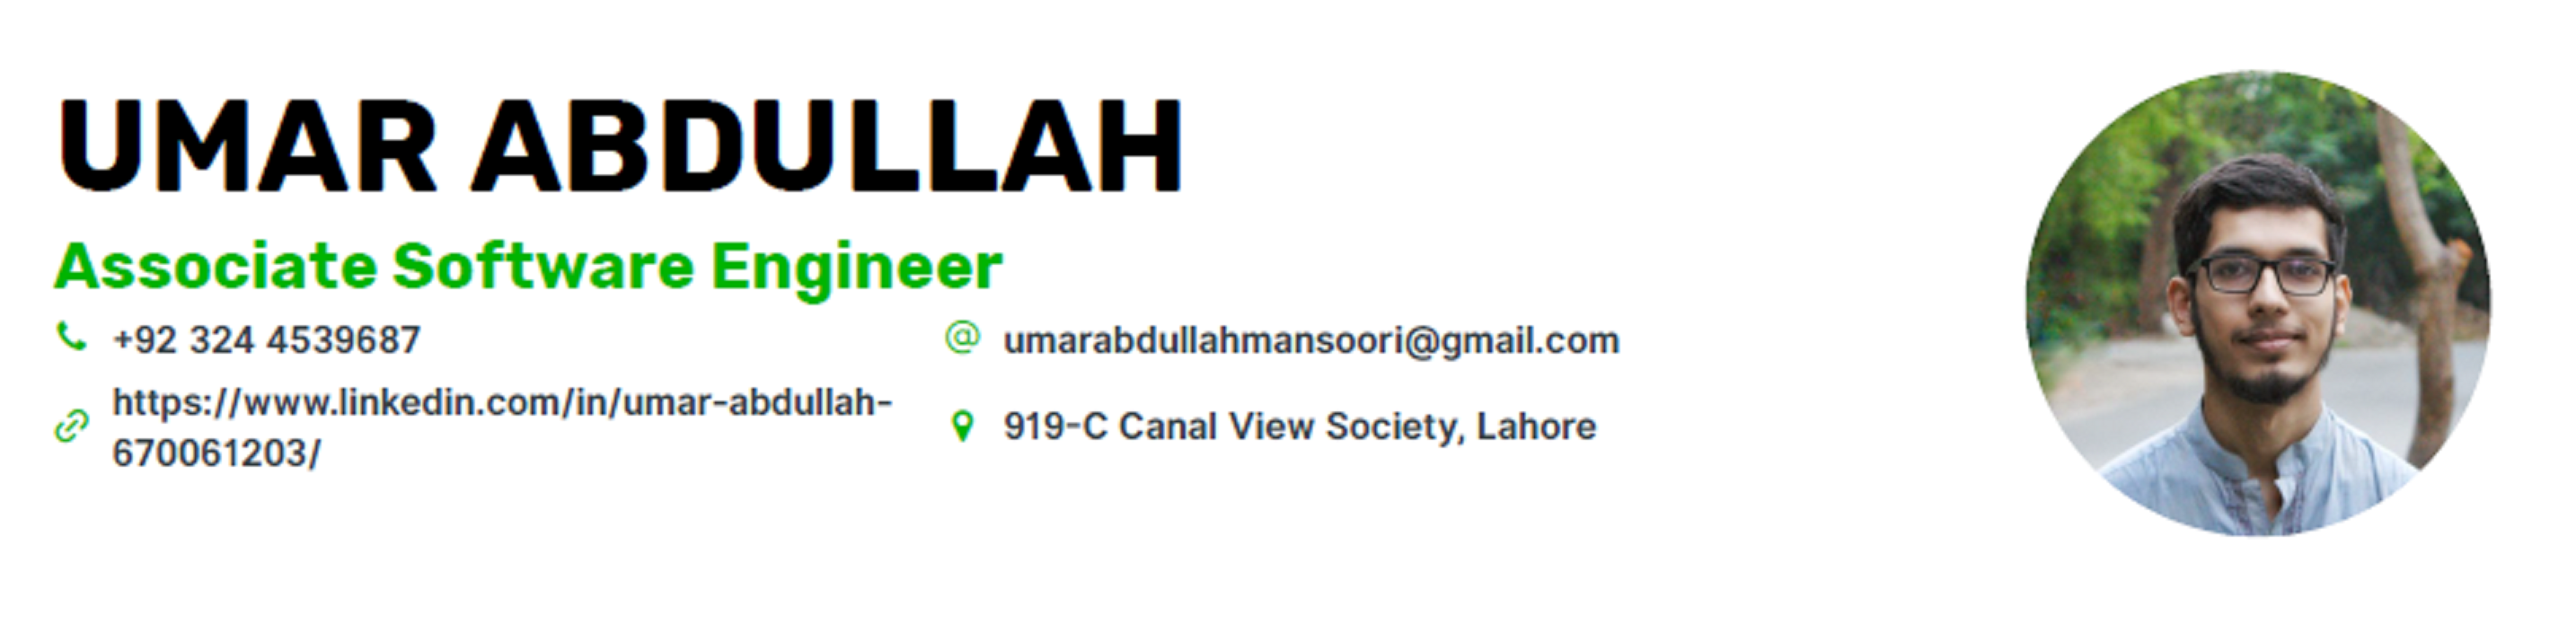 UMAR ABDULLAH
Associate Software Engineer
+92 324 4539687
umarabdullahmansoori@gmail.com
https://www.linkedin.com/in/umar-abdullah-
670061203/
919-C Canal View Society, Lahore